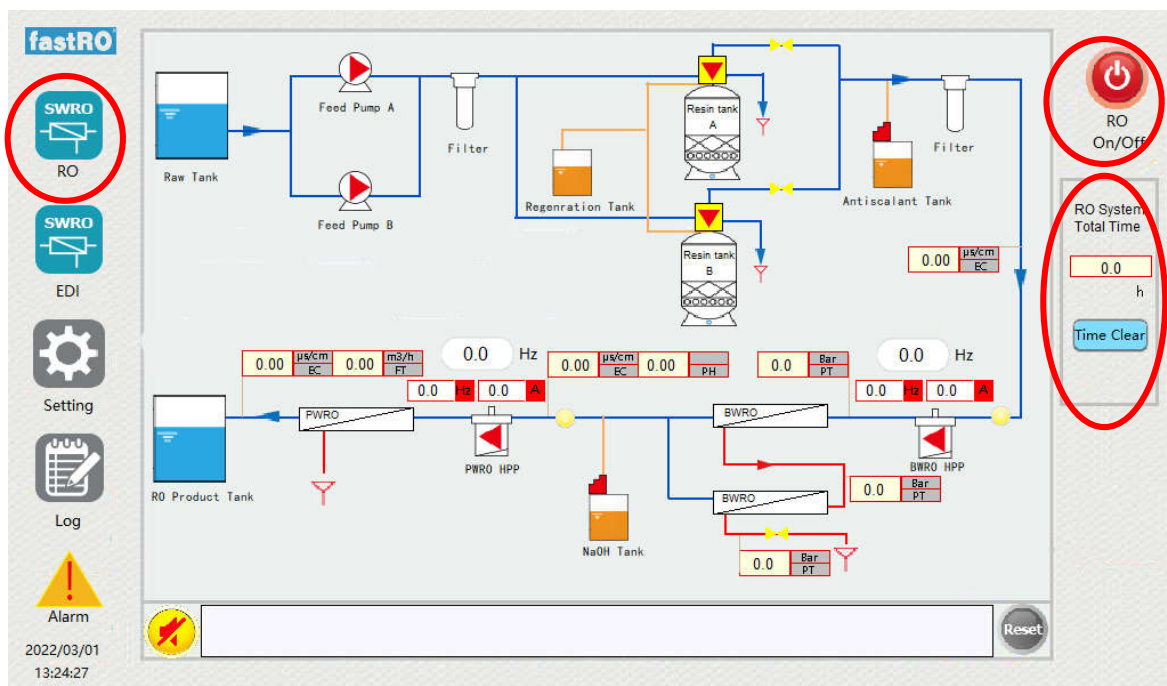 fastRO
SWRO
RO
SWRO
EDI
Setting
Log
Alarm
2022/03/01
13:24:27
Raw Tank
Feed Pump A
Feed Pump B
Filter
Regenration Tank
Resin tank
A
Resin tank
B
Antiscalant Tank
Filter
0.00 µs/cm
EC
0.00 µs/cm
EC
0.00 m3/h
FT
0.0 Hz
0.0 Hz 0.0 A
0.00 µs/cm
EC
0.00 PH
0.0 Bar
PT
0.0 Hz
0.0 Hz 0.0 A
PWRO
PWRO HPP
BWRO
BWRO HPP
RO Product Tank
BWRO
0.0 Bar
PT
NaOH Tank
0.0 Bar
PT
Reset
RO
On/Off
RO System
Total Time
0.0
h
Time Clear